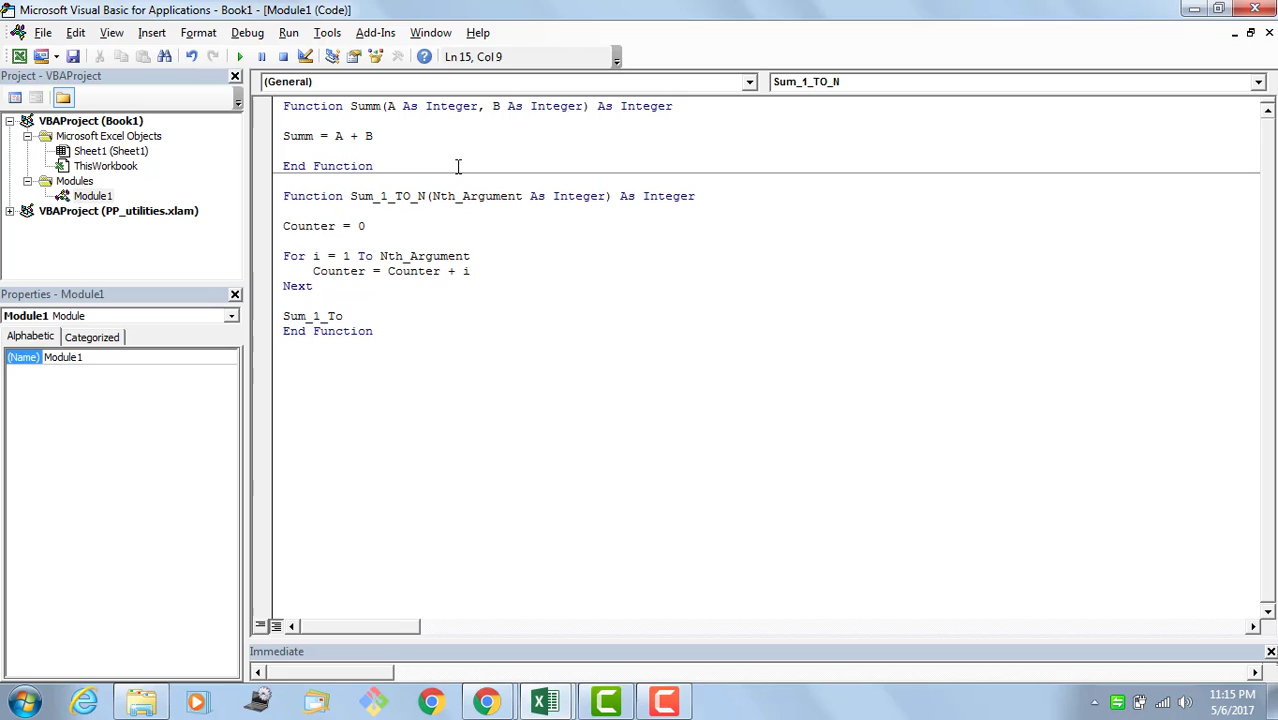 Microsoft Visual Basic for Applications - Book1 - [Module1 (Code)]
File Edit View Insert Format Debug Run Tools Add-Ins Window Help
Ln 15, Col 9
Project - VBAProject
(General)
Sum_1_TO_N
VBAProject (Book1)
Microsoft Excel Objects
Sheet1 (Sheet1)
ThisWorkbook
Modules
Module1
VBAProject (PP_utilities.xlam)
Properties - Module1
Module1 Module
Alphabetic Categorized
(Name) Module1
Function Summ(A As Integer, B As Integer) As Integer
Summ = A + B
End Function
Function Sum_1_TO_N(Nth_Argument As Integer) As Integer
Counter = 0
For i = 1 To Nth_Argument
Counter = Counter + i
Next
Sum_1_To
End Function
Immediate
11:15 PM
5/6/2017